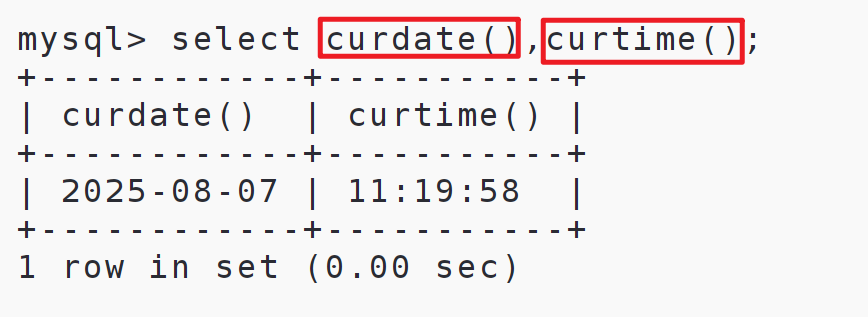 mysql> select curdate(),curtime();
+------------+-----------+
| curdate()  | curtime() |
+------------+-----------+
| 2025-08-07 | 11:19:58  |
+------------+-----------+
1 row in set (0.00 sec)